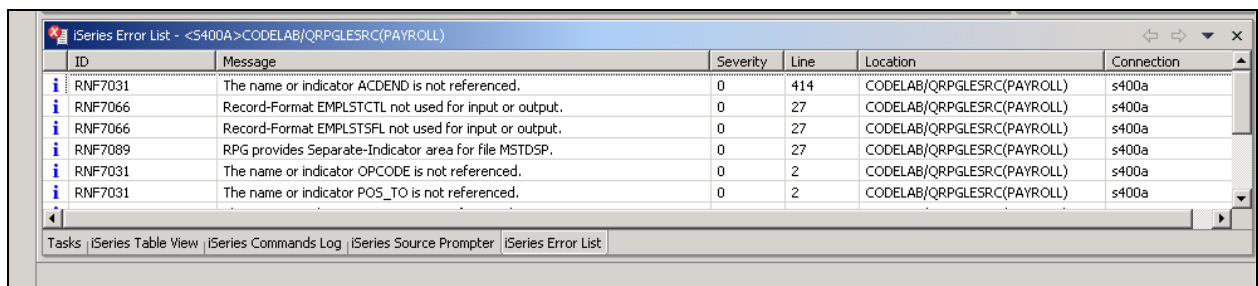 iSeries Error List - <S400A>CODELAB/QRPGLESRC(PAYROLL)
ID Message Severity Line Location Connection
RNF7031 The name or indicator ACDEND is not referenced. 0 414 CODELAB/QRPGLESRC(PAYROLL) s400a
RNF7066 Record-Format EMPLSTCTL not used for input or output. 0 27 CODELAB/QRPGLESRC(PAYROLL) s400a
RNF7066 Record-Format EMPLSTSFL not used for input or output. 0 27 CODELAB/QRPGLESRC(PAYROLL) s400a
RNF7089 RPG provides Separate-Indicator area for file MSTDSP. 0 27 CODELAB/QRPGLESRC(PAYROLL) s400a
RNF7031 The name or indicator OPCODE is not referenced. 0 2 CODELAB/QRPGLESRC(PAYROLL) s400a
RNF7031 The name or indicator POS_TO is not referenced. 0 2 CODELAB/QRPGLESRC(PAYROLL) s400a
Tasks iSeries Table View iSeries Commands Log iSeries Source Prompter iSeries Error List